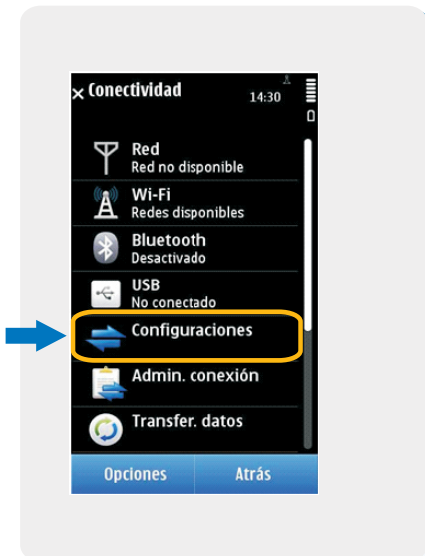 Conectividad
14:30
Red
Red no disponible
Wi-Fi
Redes disponibles
Bluetooth
Desactivado
USB
No conectado
Configuraciones
Admin. conexión
Transfer. datos
Opciones Atrás